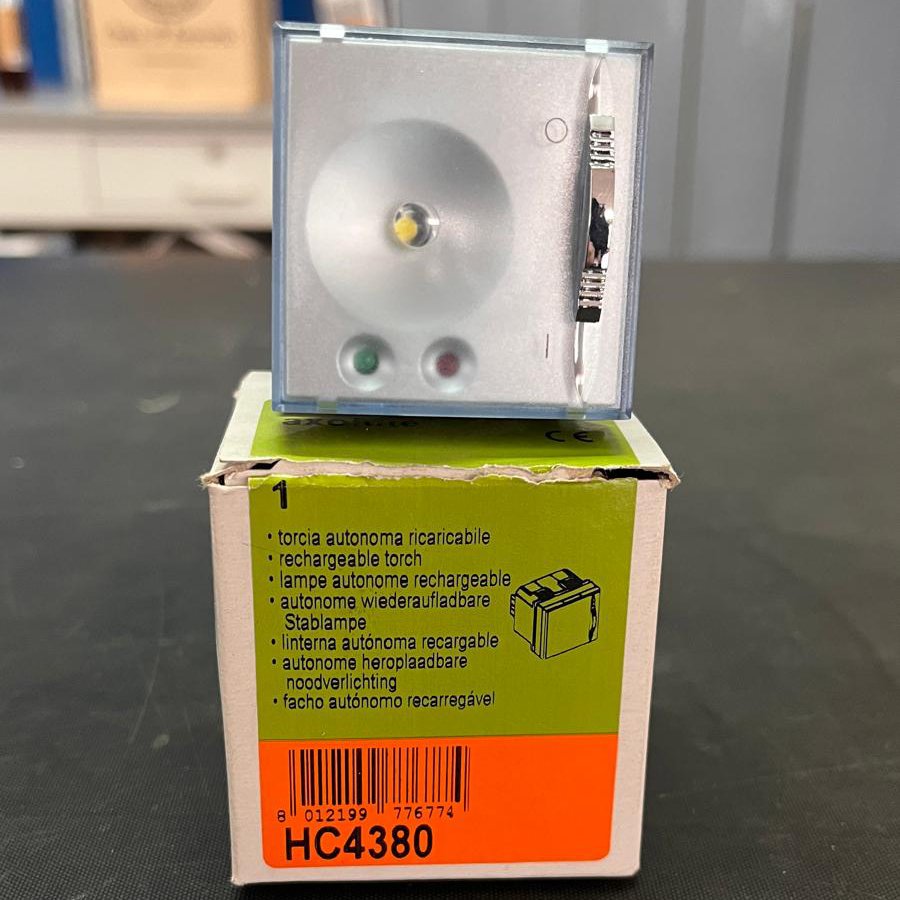 axolute
CE
1
• torcia autonoma ricaricabile
• rechargeable torch
• lampe autonome rechargeable
• autonome wiederaufladbare
Stablampe
• linterna autónoma recargable
• autonome heroplaadbare
noodverlichting
• facho autónomo recarregável
8 012199 776774
HC4380